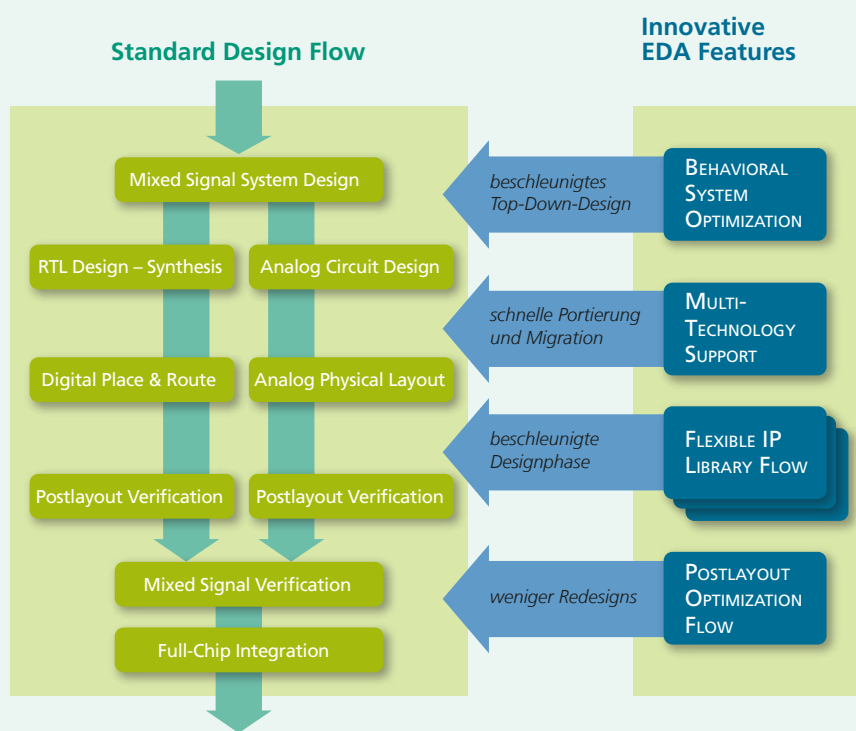 Standard Design Flow
Innovative
EDA Features
Mixed Signal System Design
RTL Design – Synthesis
Analog Circuit Design
Digital Place & Route
Analog Physical Layout
Postlayout Verification
Postlayout Verification
Mixed Signal Verification
Full-Chip Integration
beschleunigtes
Top-Down-Design
BEHAVIORAL
SYSTEM
OPTIMIZATION
schnelle Portierung
und Migration
MULTI-
TECHNOLOGY
SUPPORT
beschleunigte
Designphase
FLEXIBLE IP
LIBRARY FLOW
weniger Redesigns
POSTLAYOUT
OPTIMIZATION
FLOW